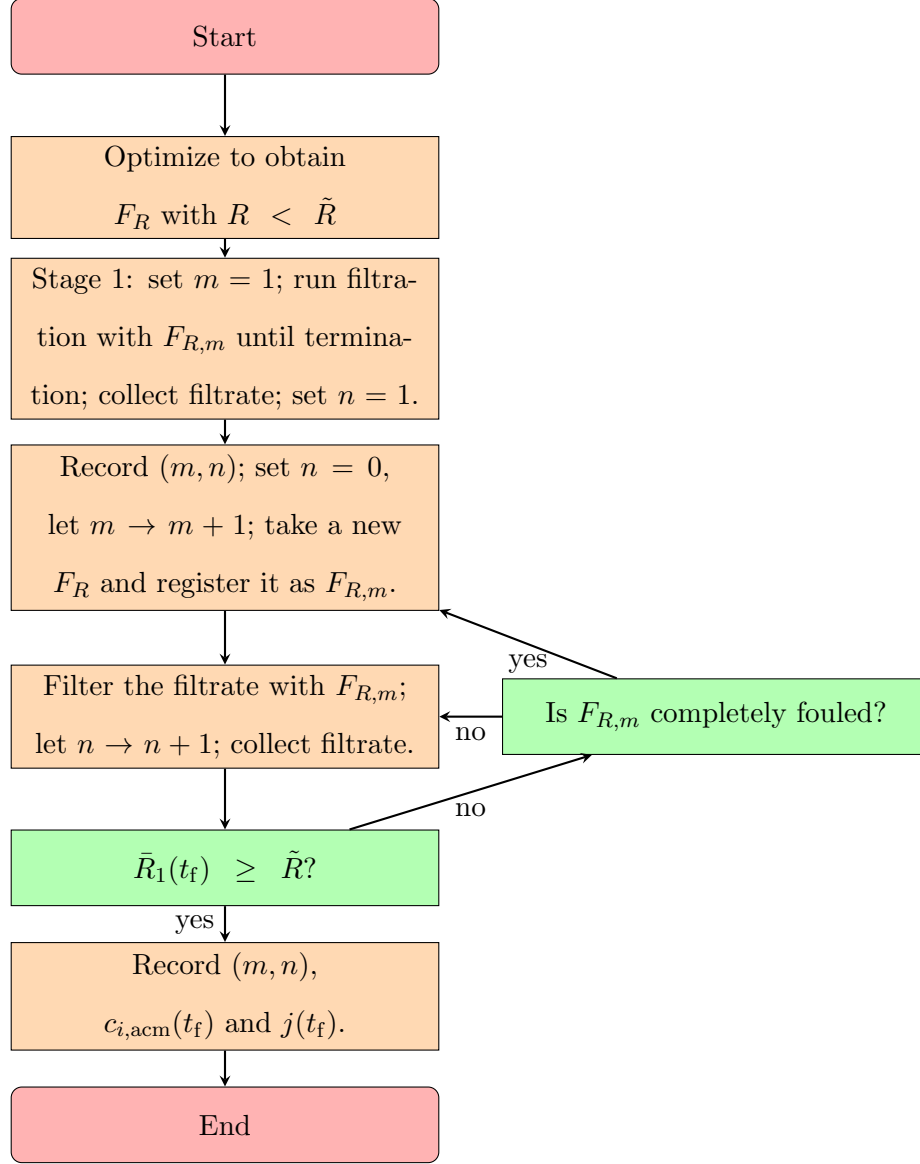 Start
Optimize to obtain
F_R with R < R̃
Stage 1: set m = 1; run filtra-
tion with F_{R,m} until termina-
tion; collect filtrate; set n = 1.
Record (m, n); set n = 0,
let m → m + 1; take a new
F_R and register it as F_{R,m}.
yes
Filter the filtrate with F_{R,m};
let n → n + 1; collect filtrate.
Is F_{R,m} completely fouled?
no
no
R̄_1(t_f) ≥ R̃?
yes
Record (m, n),
c_{i,acm}(t_f) and j(t_f).
End